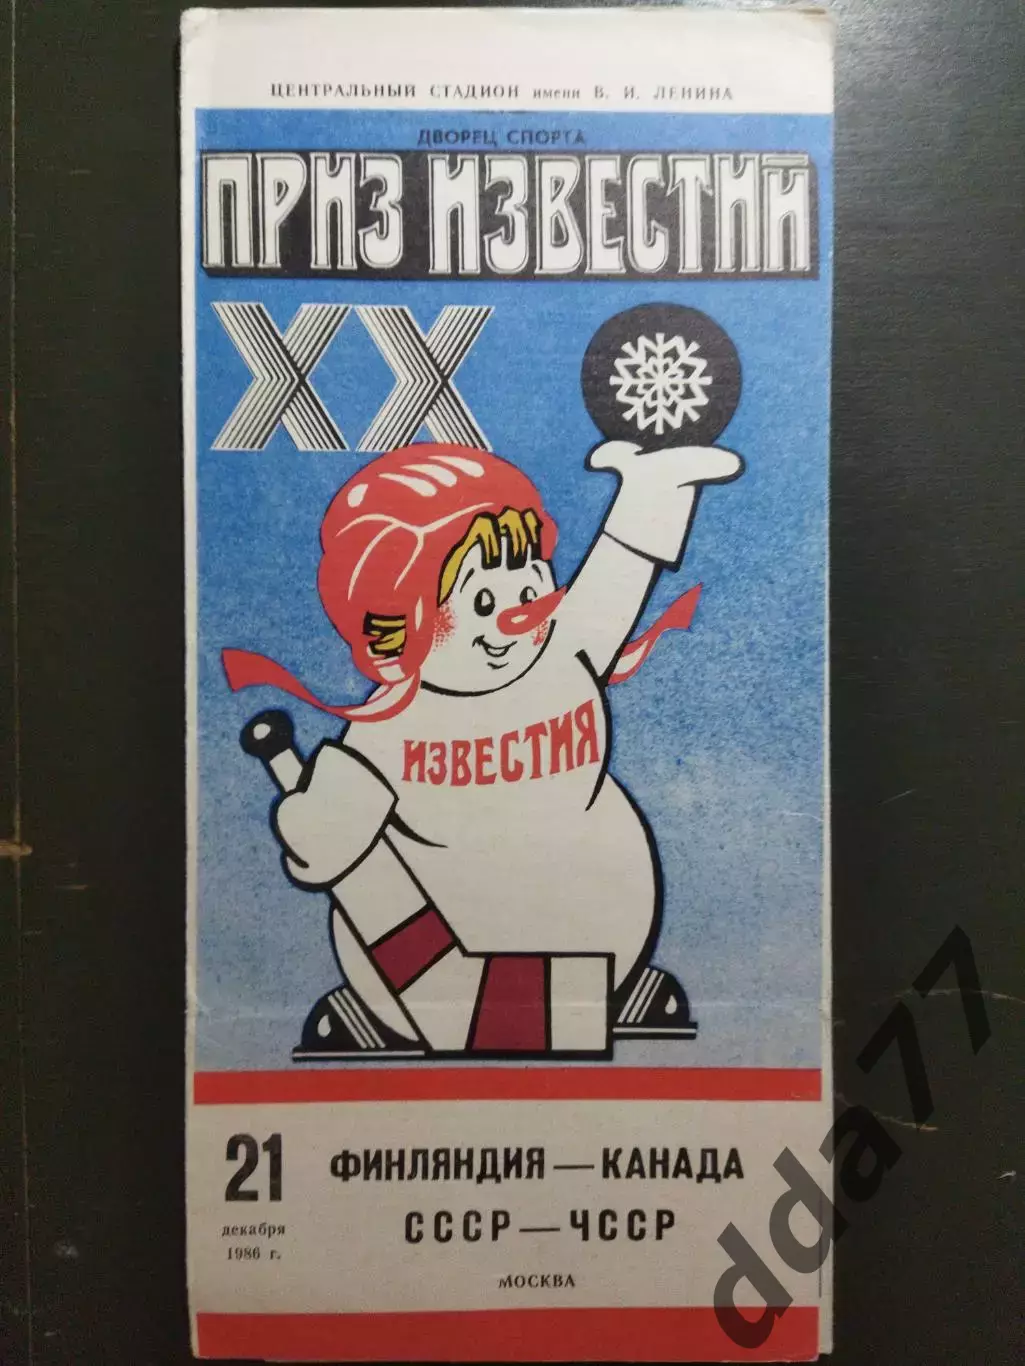 ЦЕНТРАЛЬНЫЙ СТАДИОН имени В. И. ЛЕНИНА
ДВОРЕЦ СПОРТА
ПРИЗ ИЗВЕСТИЙ
XX
ИЗВЕСТИЯ
21
декабря
1986 г.
ФИНЛЯНДИЯ — КАНАДА
СССР — ЧССР
МОСКВА
dda77